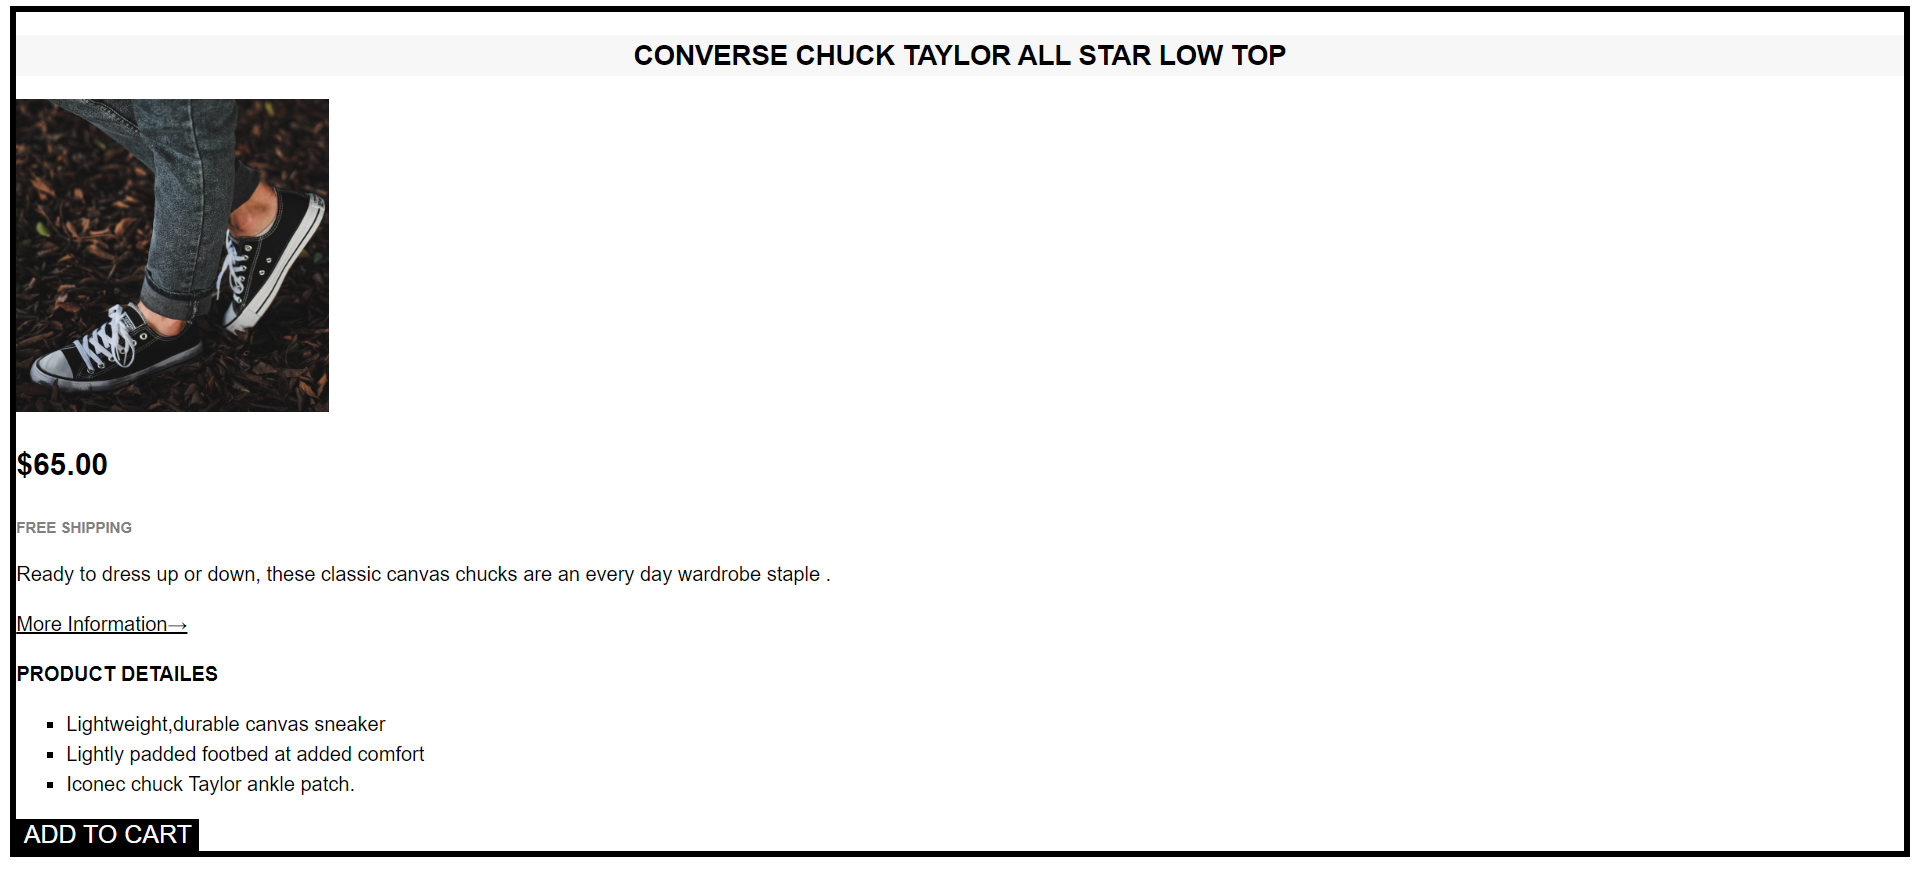 CONVERSE CHUCK TAYLOR ALL STAR LOW TOP
$65.00
FREE SHIPPING
Ready to dress up or down, these classic canvas chucks are an every day wardrobe staple .
More Information→
PRODUCT DETAILES
▪ Lightweight,durable canvas sneaker
▪ Lightly padded footbed at added comfort
▪ Iconec chuck Taylor ankle patch.
ADD TO CART